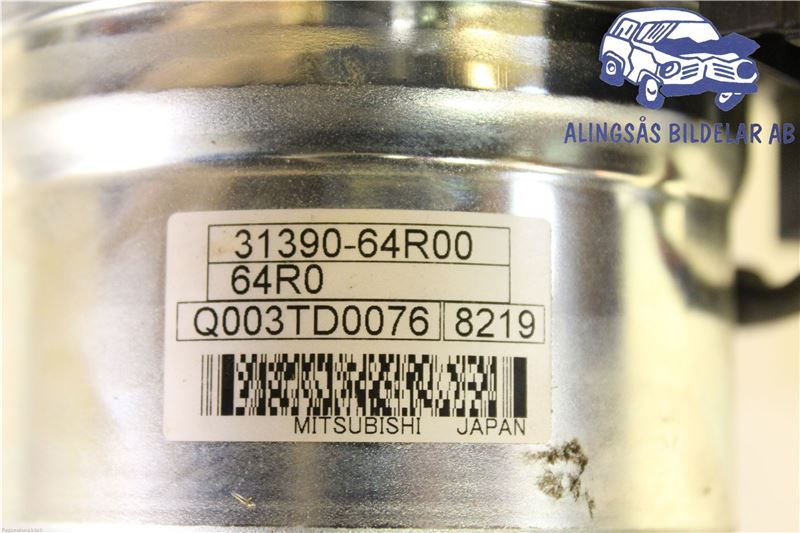 ALINGSÅS BILDELAR AB
31390-64R00
64R0
Q003TD0076 8219
MITSUBISHI JAPAN